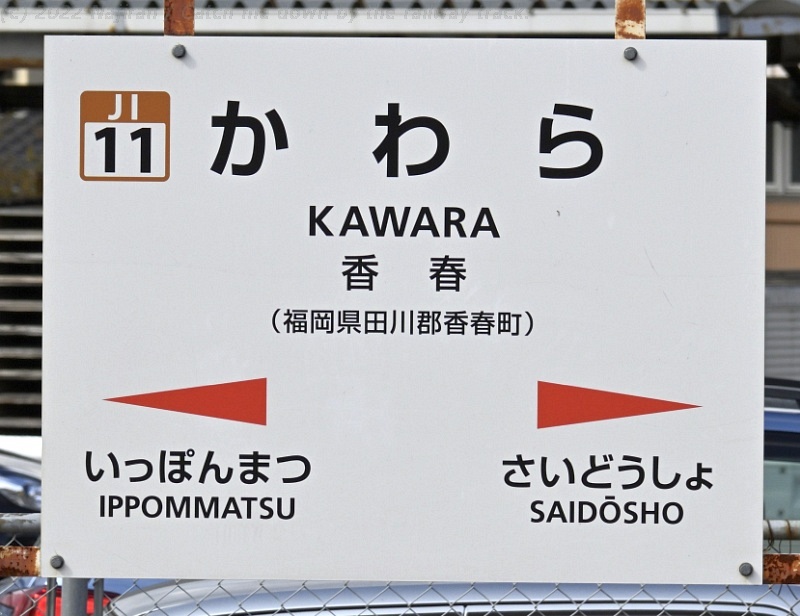 JI
11
かわら
KAWARA
香春
（福岡県田川郡香春町）
いっぽんまつ
IPPOMMATSU
さいどうしょ
SAIDŌSHO